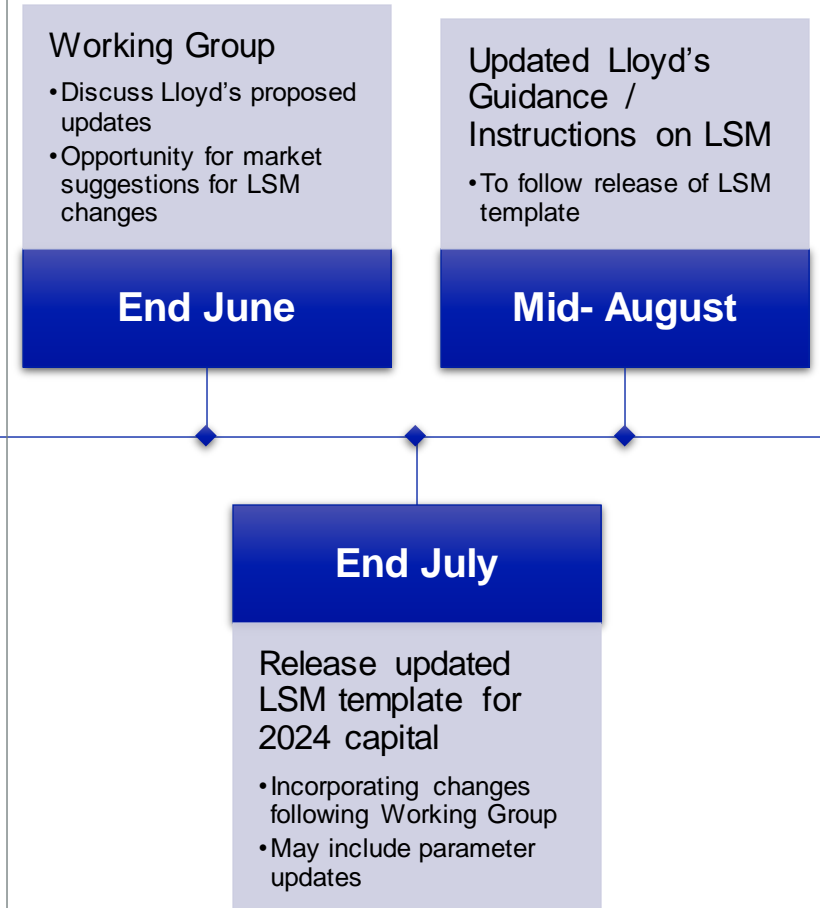 Working Group
•Discuss Lloyd's proposed
updates
•Opportunity for market
suggestions for LSM
changes
End June
Updated Lloyd's
Guidance /
Instructions on LSM
•To follow release of LSM
template
Mid- August
End July
Release updated
LSM template for
2024 capital
•Incorporating changes
following Working Group
•May include parameter
updates